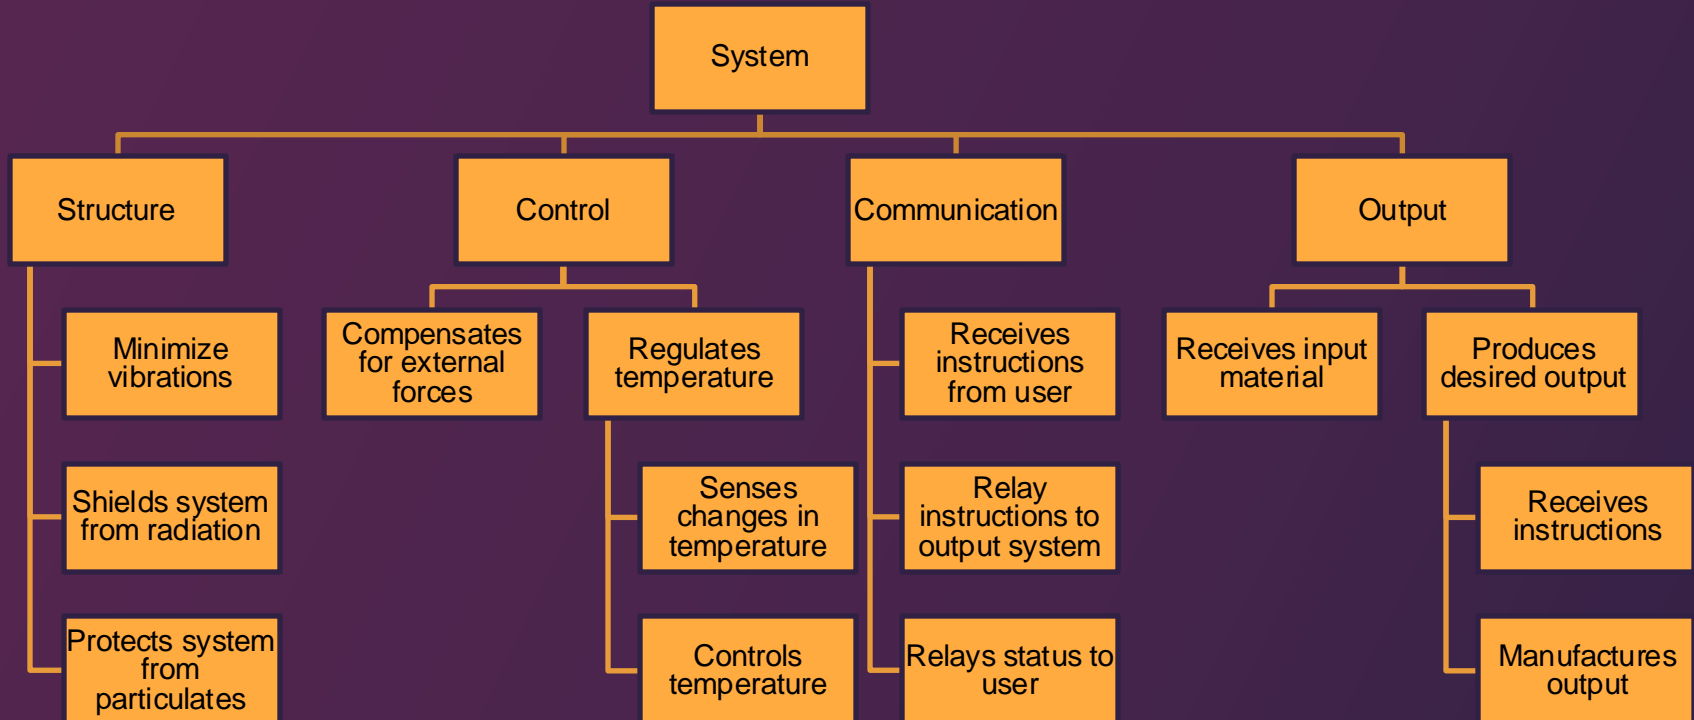 System
Structure
Control
Communication
Output
Minimize
vibrations
Compensates
for external
forces
Regulates
temperature
Receives
instructions
from user
Receives input
material
Produces
desired output
Shields system
from radiation
Senses
changes in
temperature
Relay
instructions to
output system
Receives
instructions
Protects system
from
particulates
Controls
temperature
Relays status to
user
Manufactures
output